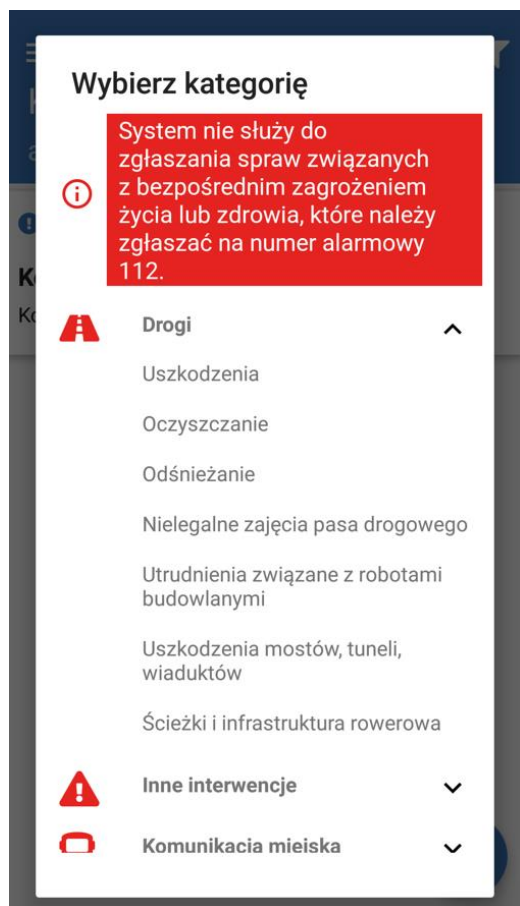 Wybierz kategorię
System nie służy do
zgłaszania spraw związanych
z bezpośrednim zagrożeniem
życia lub zdrowia, które należy
zgłaszać na numer alarmowy
112.
Drogi
Uszkodzenia
Oczyszczanie
Odśnieżanie
Nielegalne zajęcia pasa drogowego
Utrudnienia związane z robotami
budowlanymi
Uszkodzenia mostów, tuneli,
wiaduktów
Ścieżki i infrastruktura rowerowa
Inne interwencje
Komunikacja miejska